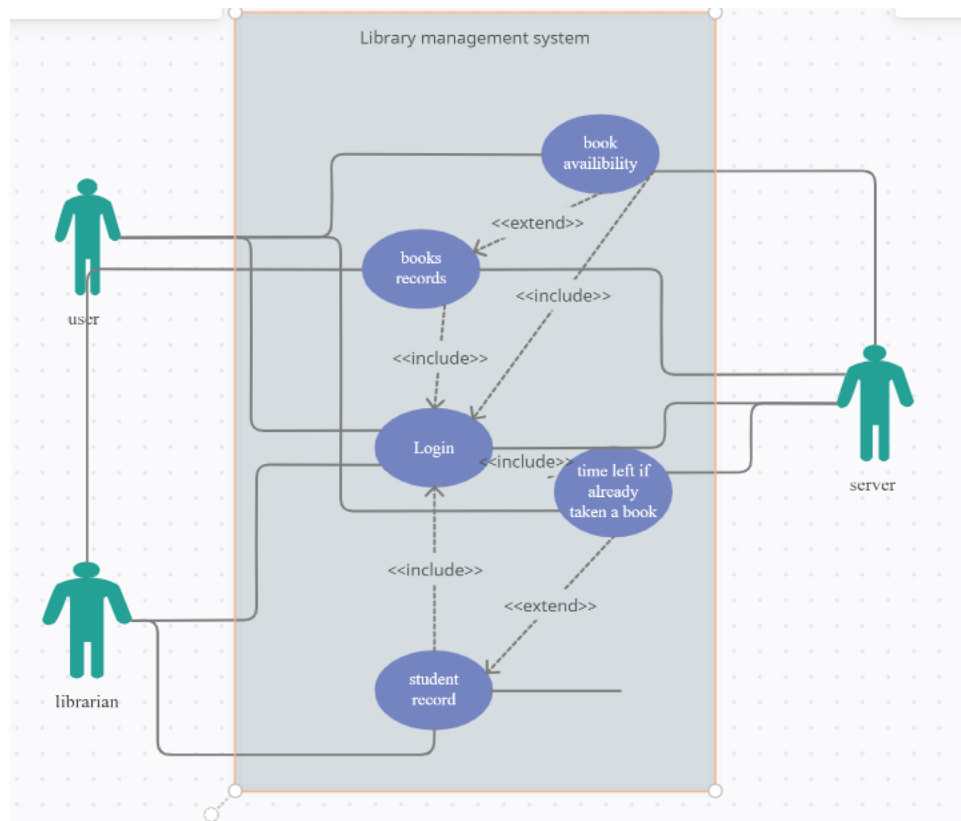 Library management system
book
availibility
<<extend>>
books
records
<<include>>
user
<<include>>
Login
<<include>>
time left if
already
taken a book
server
<<include>>
<<extend>>
student
record
librarian